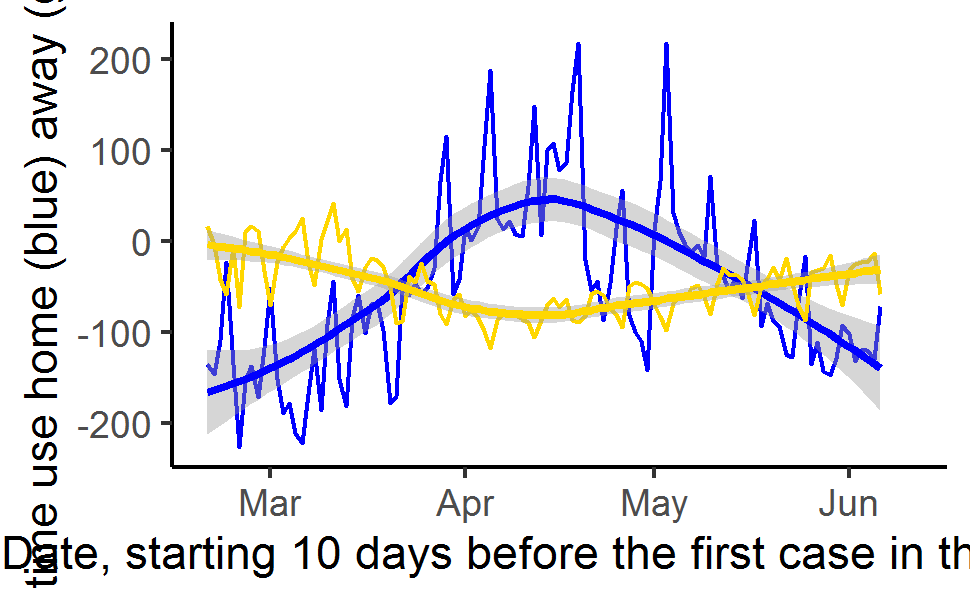 time use home (blue) away (g
200
100
0
-100
-200
Mar Apr May Jun
Date, starting 10 days before the first case in th